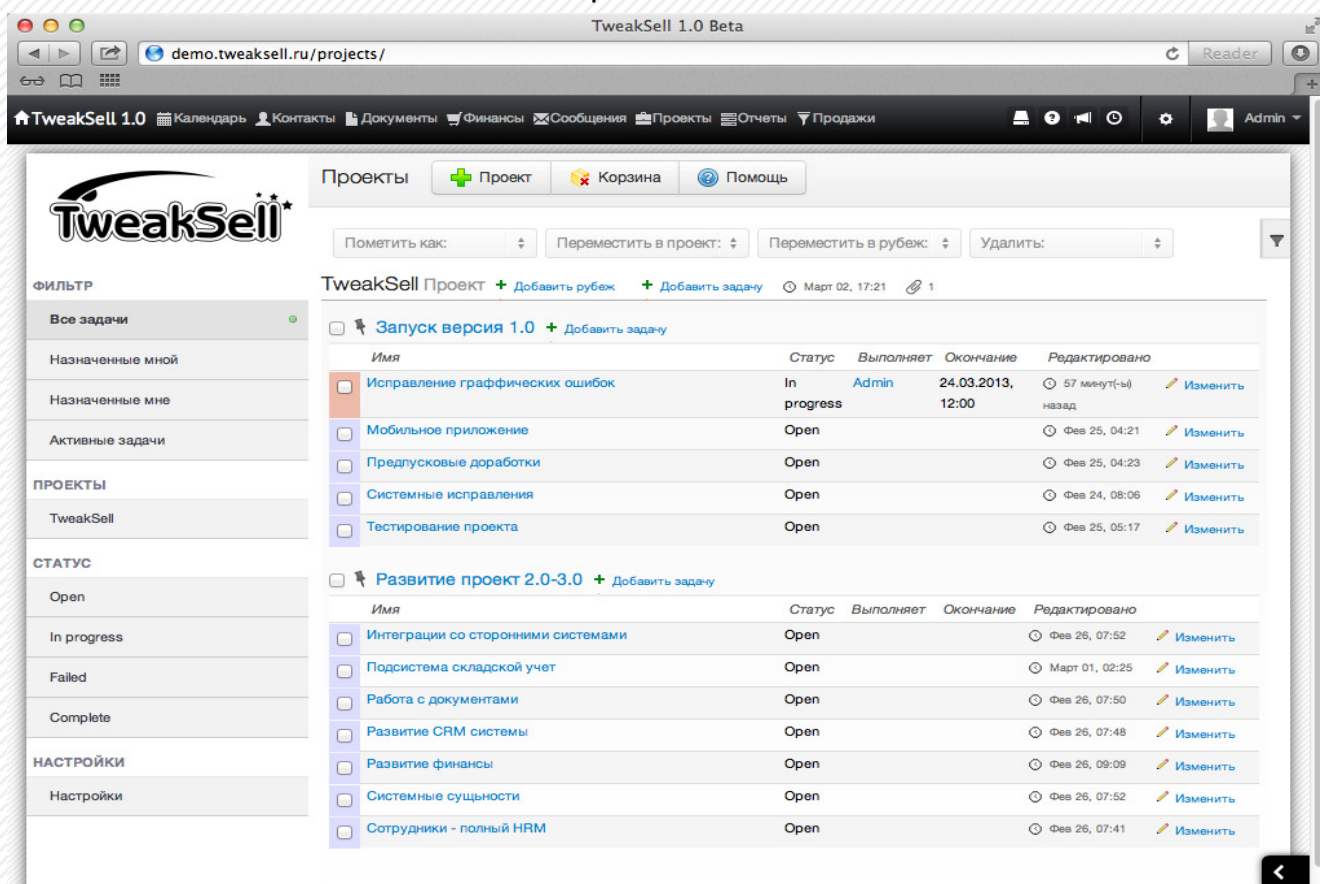 TweakSell 1.0 Beta
demo.tweaksell.ru/projects/
Reader
TweakSell 1.0 Календарь Контакты Документы Финансы Сообщения Проекты Отчеты Продажи Admin
TweakSell
Проекты Проект Корзина Помощь
Пометить как: Переместить в проект: Переместить в рубеж: Удалить:
ФИЛЬТР
Все задачи
Назначенные мной
Назначенные мне
Активные задачи
ПРОЕКТЫ
TweakSell
СТАТУС
Open
In progress
Failed
Complete
НАСТРОЙКИ
Настройки
TweakSell Проект + Добавить рубеж + Добавить задачу Март 02, 17:21 1
Запуск версия 1.0 + Добавить задачу
Имя Статус Выполняет Окончание Редактировано
Исправление граффических ошибок In Admin 24.03.2013, 57 минут(-ы) Изменить
progress 12:00 назад
Мобильное приложение Open Фев 25, 04:21 Изменить
Предпусковые доработки Open Фев 25, 04:23 Изменить
Системные исправления Open Фев 24, 08:06 Изменить
Тестирование проекта Open Фев 25, 05:17 Изменить
Развитие проект 2.0-3.0 + Добавить задачу
Имя Статус Выполняет Окончание Редактировано
Интеграции со сторонними системами Open Фев 26, 07:52 Изменить
Подсистема складской учет Open Март 01, 02:25 Изменить
Работа с документами Open Фев 26, 07:50 Изменить
Развитие CRM системы Open Фев 26, 07:48 Изменить
Развитие финансы Open Фев 26, 09:09 Изменить
Системные сущьности Open Фев 26, 07:52 Изменить
Сотрудники - полный HRM Open Фев 26, 07:41 Изменить